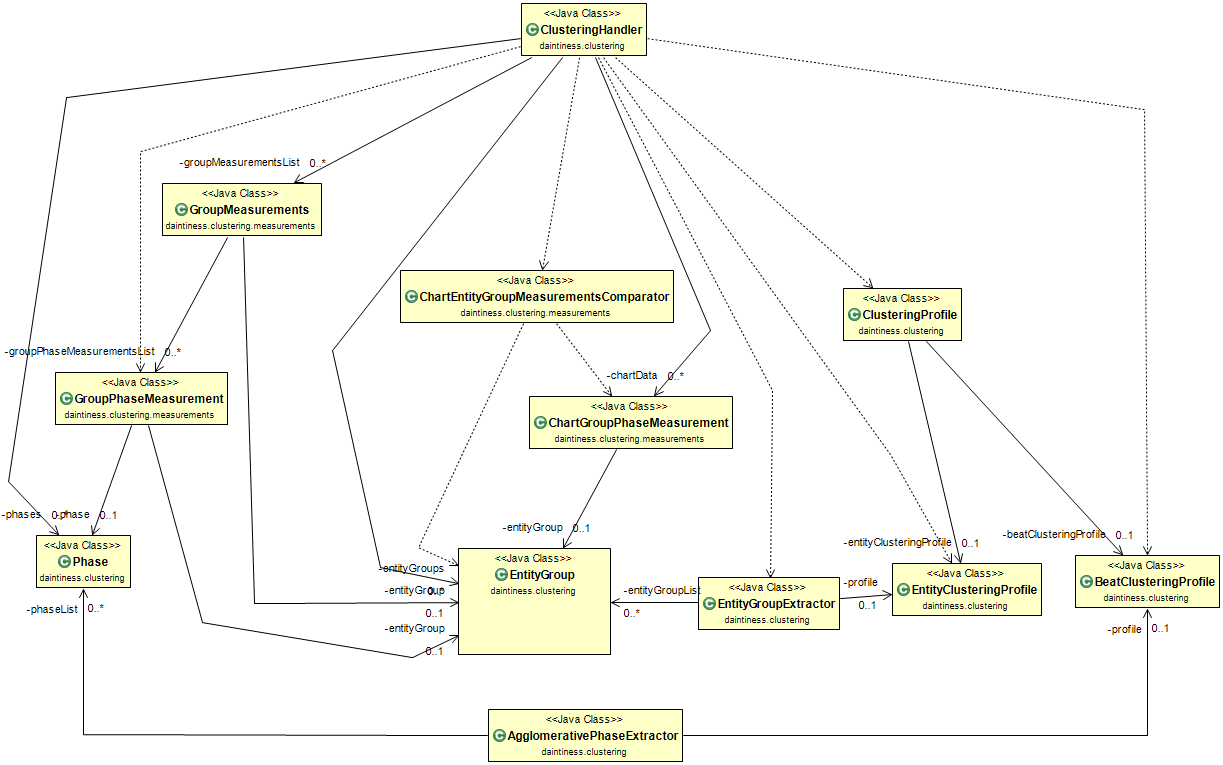 <<Java Class>>
ClusteringHandler
daintiness.clustering
-groupMeasurementsList 0..*
<<Java Class>>
GroupMeasurements
daintiness.clustering.measurements
<<Java Class>>
ChartEntityGroupMeasurementsComparator
daintiness.clustering.measurements
<<Java Class>>
ClusteringProfile
daintiness.clustering
-groupPhaseMeasurementsList 0..*
<<Java Class>>
GroupPhaseMeasurement
daintiness.clustering.measurements
-chartData 0..*
<<Java Class>>
ChartGroupPhaseMeasurement
daintiness.clustering.measurements
-phases 0..*
-phase 0..1
<<Java Class>>
Phase
daintiness.clustering
-phaseList 0..*
-entityGroup 0..1
-entityGroups 0..*
-entityGroup
0..1
-entityGroup
0..1
<<Java Class>>
EntityGroup
daintiness.clustering
-entityGroupList
0..*
<<Java Class>>
EntityGroupExtractor
daintiness.clustering
-profile
0..1
-entityClusteringProfile 0..1
<<Java Class>>
EntityClusteringProfile
daintiness.clustering
-beatClusteringProfile 0..1
<<Java Class>>
BeatClusteringProfile
daintiness.clustering
-profile 0..1
<<Java Class>>
AgglomerativePhaseExtractor
daintiness.clustering